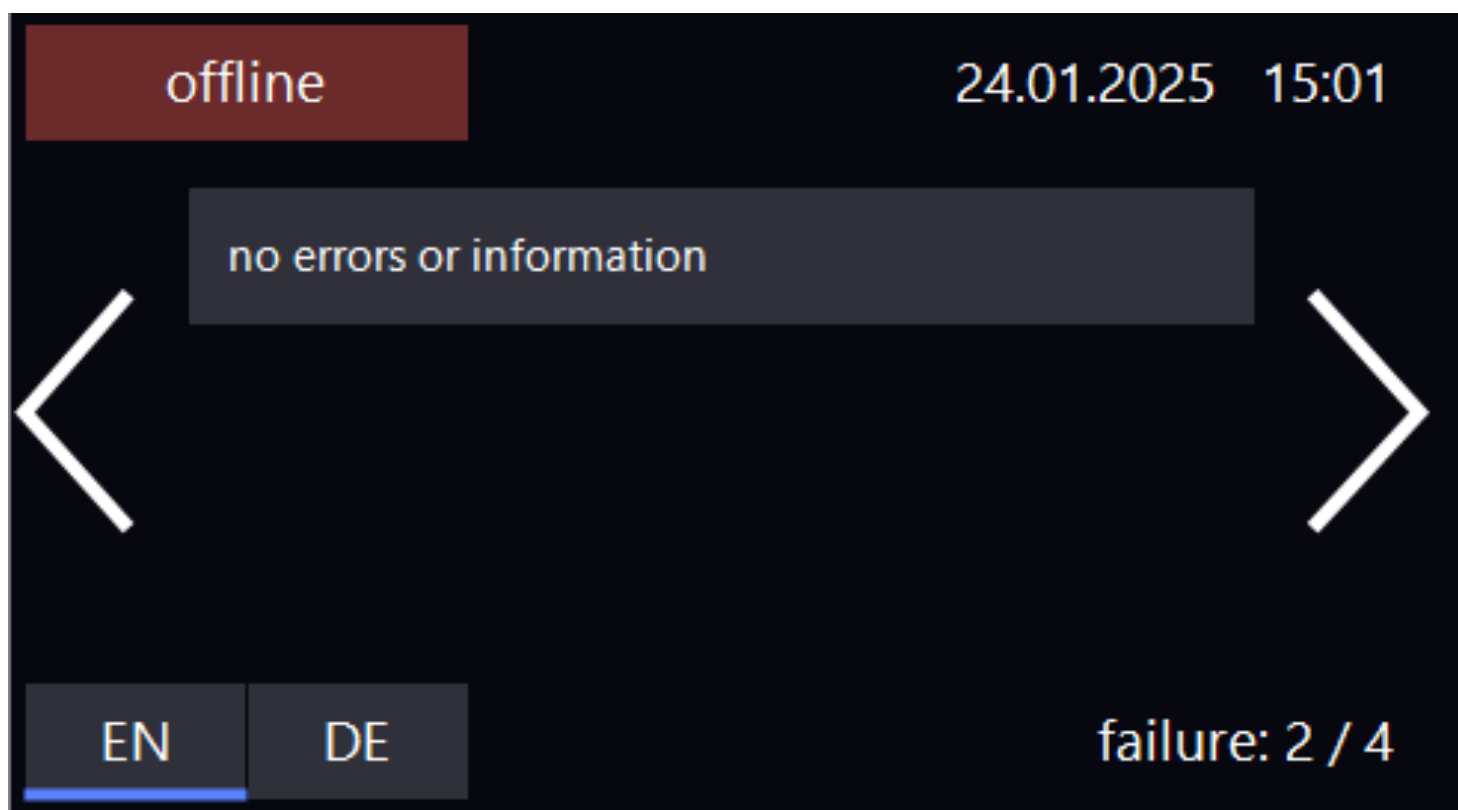 offline
24.01.2025 15:01
no errors or information
EN
DE
failure: 2 / 4